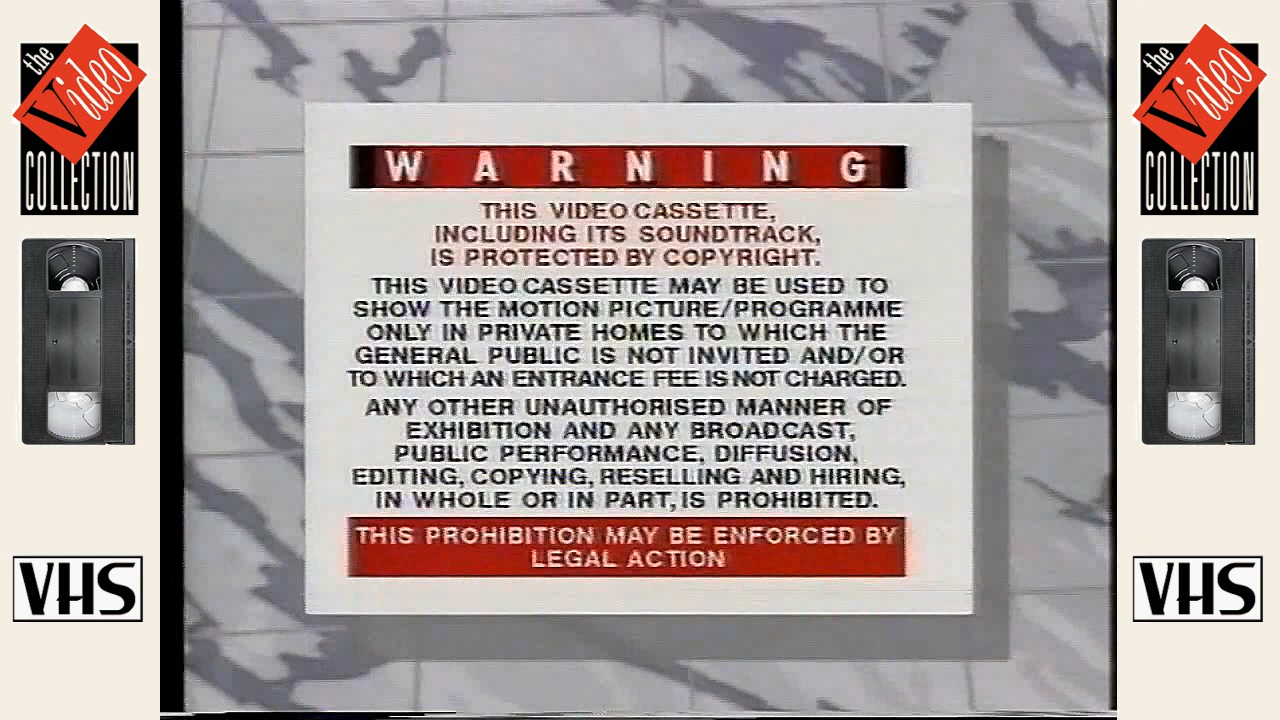 the
Video
COLLECTION
VHS
WARNING
THIS VIDEO CASSETTE,
INCLUDING ITS SOUNDTRACK,
IS PROTECTED BY COPYRIGHT.
THIS VIDEO CASSETTE MAY BE USED TO
SHOW THE MOTION PICTURE/PROGRAMME
ONLY IN PRIVATE HOMES TO WHICH THE
GENERAL PUBLIC IS NOT INVITED AND/OR
TO WHICH AN ENTRANCE FEE IS NOT CHARGED.
ANY OTHER UNAUTHORISED MANNER OF
EXHIBITION AND ANY BROADCAST,
PUBLIC PERFORMANCE, DIFFUSION,
EDITING, COPYING, RESELLING AND HIRING,
IN WHOLE OR IN PART, IS PROHIBITED.
THIS PROHIBITION MAY BE ENFORCED BY
LEGAL ACTION
the
Video
COLLECTION
VHS